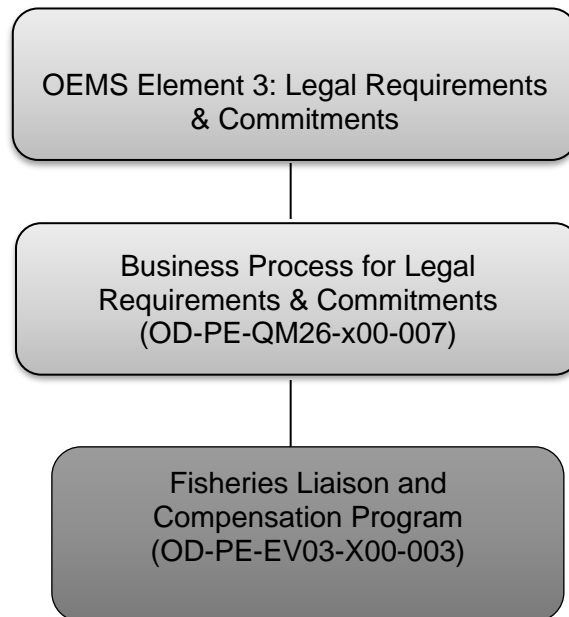 OEMS Element 3: Legal Requirements
& Commitments
Business Process for Legal
Requirements & Commitments
(OD-PE-QM26-x00-007)
Fisheries Liaison and
Compensation Program
(OD-PE-EV03-X00-003)